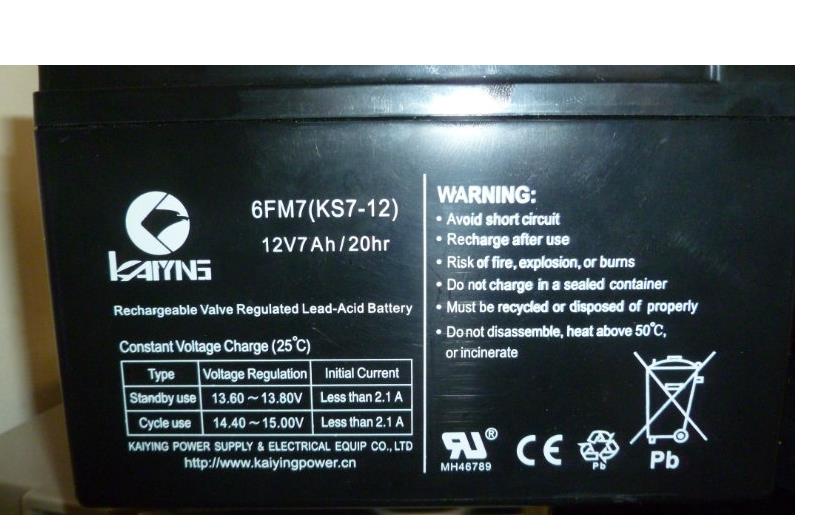 KAIYING
6FM7(KS7-12)
12V7Ah/20hr
Rechargeable Valve Regulated Lead-Acid Battery
Constant Voltage Charge (25°C)
Type Voltage Regulation Initial Current
Standby use 13.60~13.80V Less than 2.1 A
Cycle use 14.40~15.00V Less than 2.1 A
KAIYING POWER SUPPLY & ELECTRICAL EQUIP CO., LTD
http://www.kaiyingpower.cn
WARNING:
• Avoid short circuit
• Recharge after use
• Risk of fire, explosion, or burns
• Do not charge in a sealed container
• Must be recycled or disposed of properly
• Do not disassemble, heat above 50°C,
or incinerate
RU®
MH46789
CE
Pb
Pb